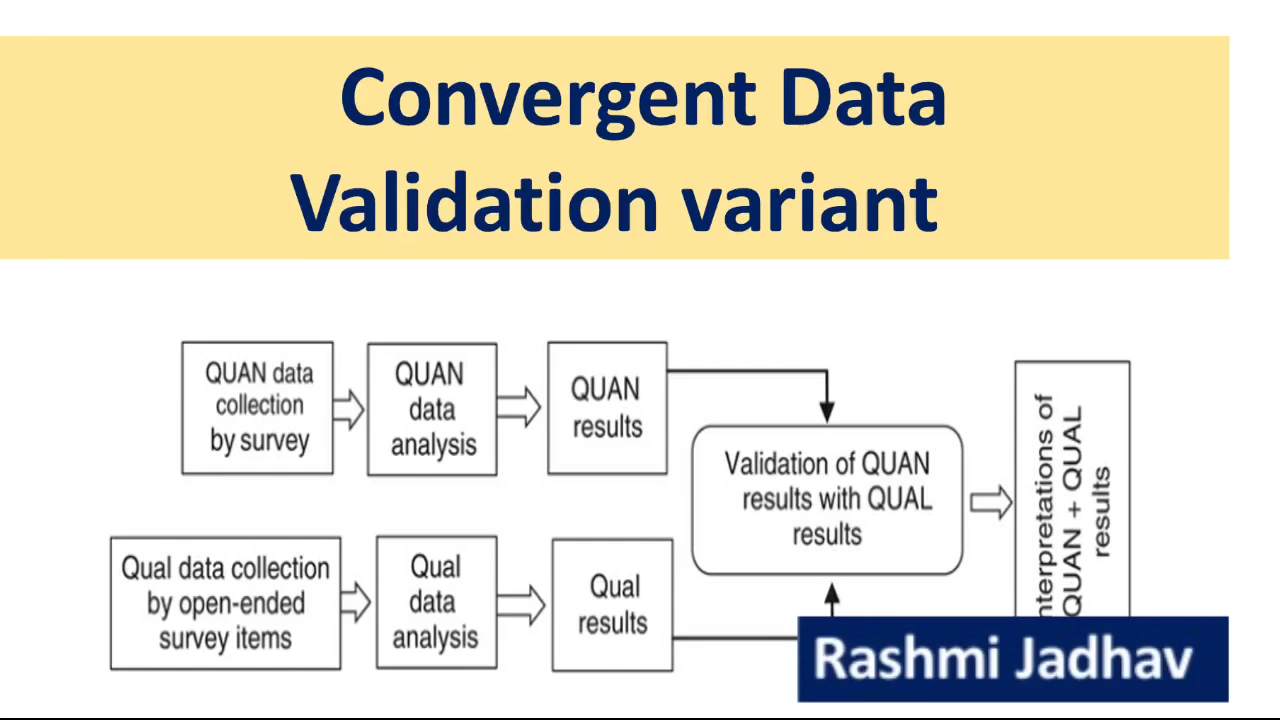 Convergent Data
Validation variant
QUAN data
collection
by survey
QUAN
data
analysis
QUAN
results
Validation of QUAN
results with QUAL
results
nterpretations of
QUAN + QUAL
results
Qual data collection
by open-ended
survey items
Qual
data
analysis
Qual
results
Rashmi Jadhav